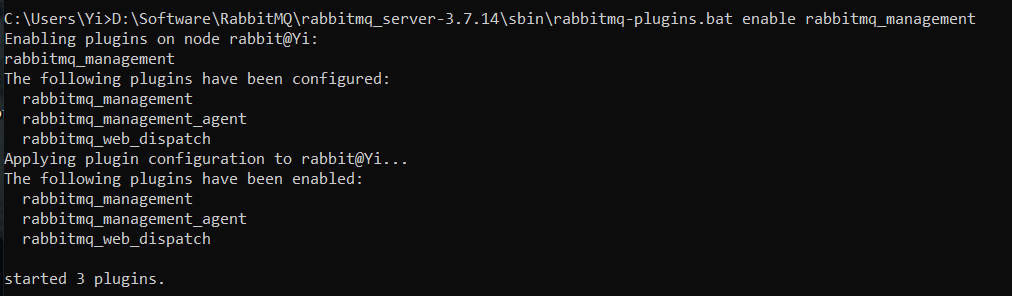 C:\Users\Yi>D:\Software\RabbitMQ\rabbitmq_server-3.7.14\sbin\rabbitmq-plugins.bat enable rabbitmq_management
Enabling plugins on node rabbit@Yi:
rabbitmq_management
The following plugins have been configured:
  rabbitmq_management
  rabbitmq_management_agent
  rabbitmq_web_dispatch
Applying plugin configuration to rabbit@Yi...
The following plugins have been enabled:
  rabbitmq_management
  rabbitmq_management_agent
  rabbitmq_web_dispatch

started 3 plugins.